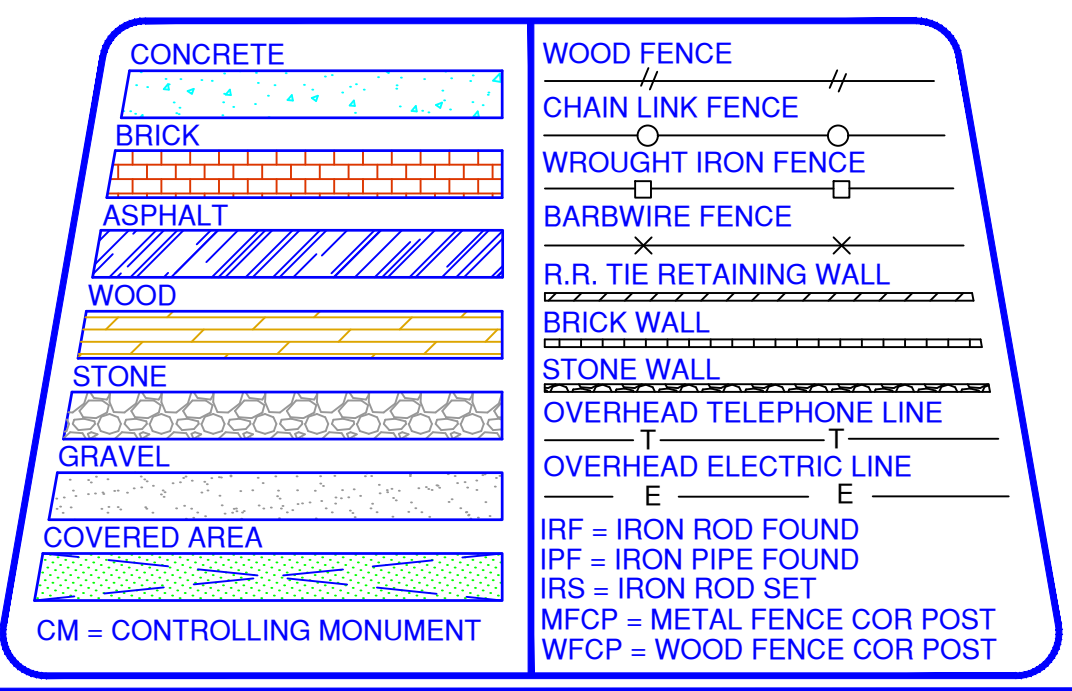 CONCRETE
BRICK
ASPHALT
WOOD
STONE
GRAVEL
COVERED AREA
CM = CONTROLLING MONUMENT
WOOD FENCE
CHAIN LINK FENCE
WROUGHT IRON FENCE
BARBWIRE FENCE
R.R. TIE RETAINING WALL
BRICK WALL
STONE WALL
OVERHEAD TELEPHONE LINE
T T
OVERHEAD ELECTRIC LINE
E E
IRF = IRON ROD FOUND
IPF = IRON PIPE FOUND
IRS = IRON ROD SET
MFCP = METAL FENCE COR POST
WFCP = WOOD FENCE COR POST